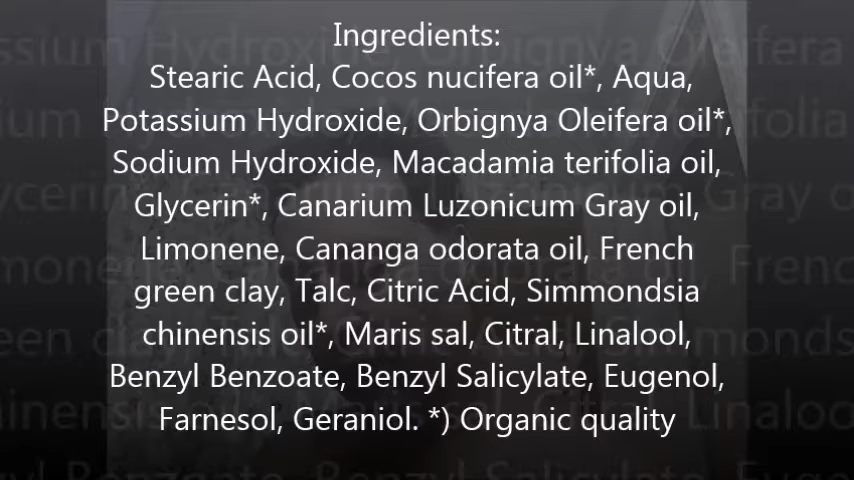 Ingredients:
Stearic Acid, Cocos nucifera oil*, Aqua,
Potassium Hydroxide, Orbignya Oleifera oil*,
Sodium Hydroxide, Macadamia terifolia oil,
Glycerin*, Canarium Luzonicum Gray oil,
Limonene, Cananga odorata oil, French
green clay, Talc, Citric Acid, Simmondsia
chinensis oil*, Maris sal, Citral, Linalool,
Benzyl Benzoate, Benzyl Salicylate, Eugenol,
Farnesol, Geraniol. *) Organic quality